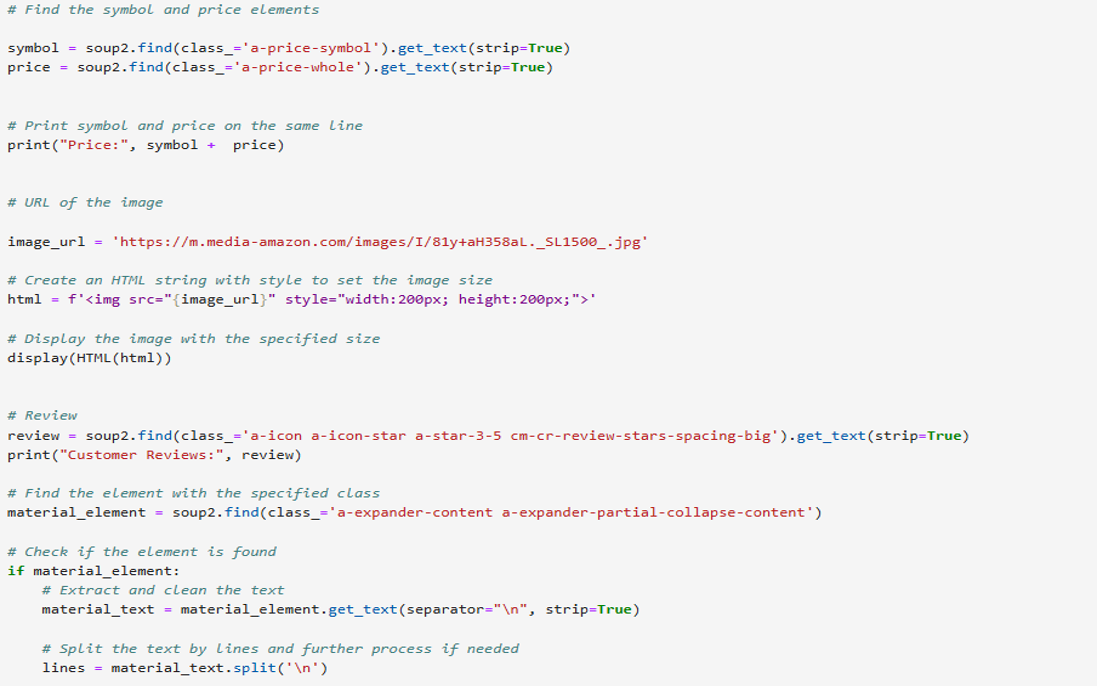 # Find the symbol and price elements
symbol = soup2.find(class_='a-price-symbol').get_text(strip=True)
price = soup2.find(class_='a-price-whole').get_text(strip=True)
# Print symbol and price on the same line
print("Price:", symbol +  price)
# URL of the image
image_url = 'https://m.media-amazon.com/images/I/81y+aH358aL._SL1500_.jpg'
# Create an HTML string with style to set the image size
html = f'<img src="{image_url}" style="width:200px; height:200px;">'
# Display the image with the specified size
display(HTML(html))
# Review
review = soup2.find(class_='a-icon a-icon-star a-star-3-5 cm-cr-review-stars-spacing-big').get_text(strip=True)
print("Customer Reviews:", review)
# Find the element with the specified class
material_element = soup2.find(class_='a-expander-content a-expander-partial-collapse-content')
# Check if the element is found
if material_element:
    # Extract and clean the text
    material_text = material_element.get_text(separator="\n", strip=True)
    # Split the text by lines and further process if needed
    lines = material_text.split('\n')